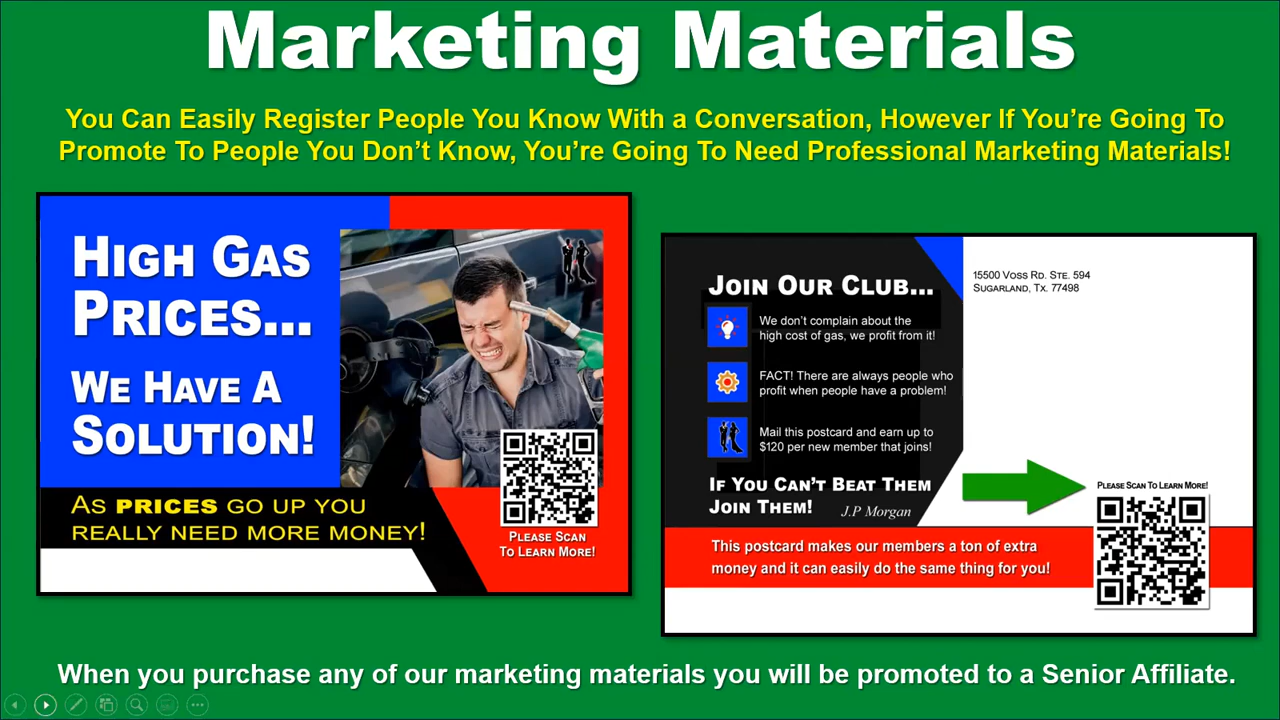 Marketing Materials
You Can Easily Register People You Know With a Conversation, However If You're Going To
Promote To People You Don't Know, You're Going To Need Professional Marketing Materials!
High Gas
Prices...
We Have A
Solution!
As prices go up you
really need more money!
Please Scan
To Learn More!
Join Our Club...
We don't complain about the
high cost of gas, we profit from it!
FACT! There are always people who
profit when people have a problem!
Mail this postcard and earn up to
$120 per new member that joins!
If You Can't Beat Them
Join Them!
J.P Morgan
This postcard makes our members a ton of extra
money and it can easily do the same thing for you!
15500 Voss Rd. Ste. 594
Sugarland, Tx. 77498
Please Scan To Learn More!
When you purchase any of our marketing materials you will be promoted to a Senior Affiliate.